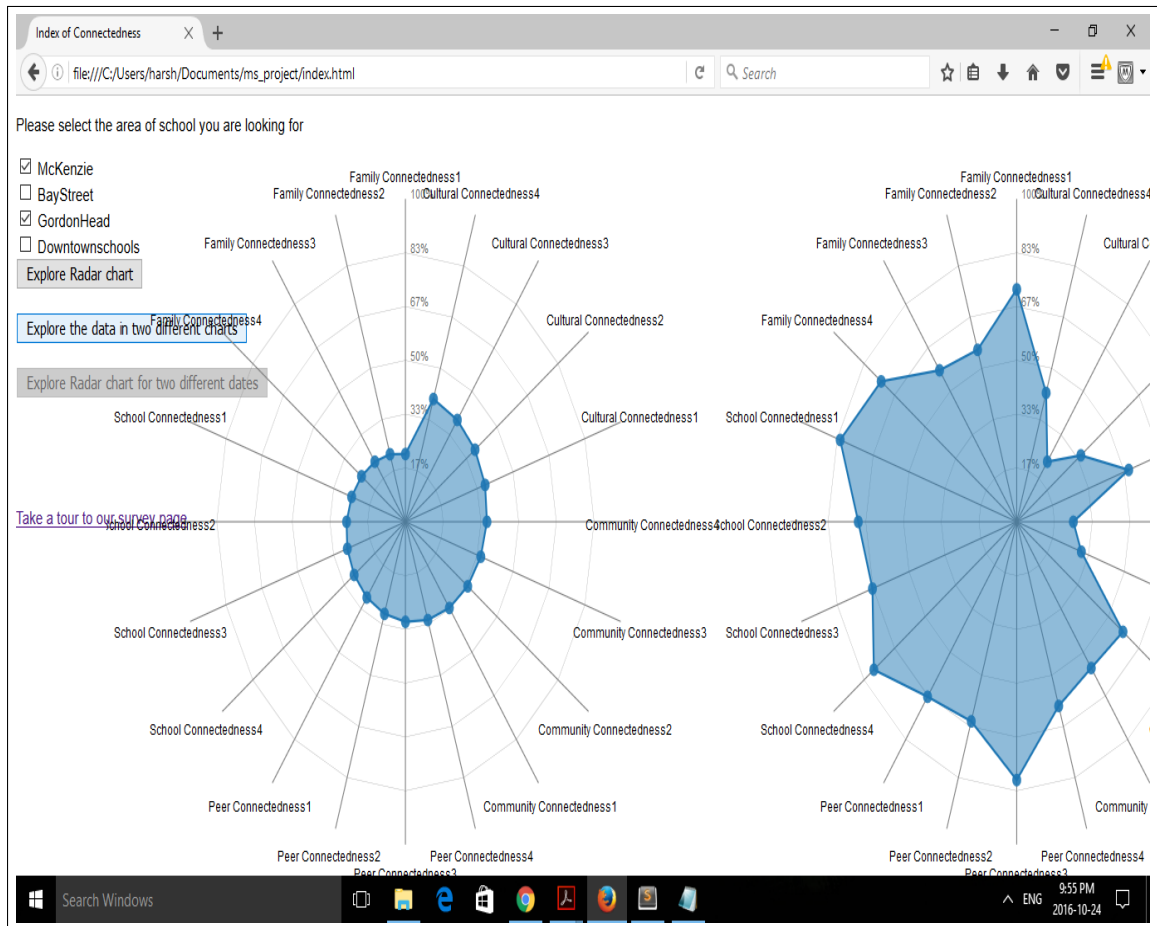 Index of Connectedness
file:///C:/Users/harsh/Documents/ms_project/index.html
Search
Please select the area of school you are looking for
McKenzie
BayStreet
GordonHead
Downtownschools
Explore Radar chart
Explore the data in two different charts
Explore Radar chart for two different dates
Take a tour to our survey page
Family Connectedness1
Family Connectedness2
100%
Cultural Connectedness4
Family Connectedness3
83%
Cultural Connectedness3
67%
Family Connectedness4
Cultural Connectedness2
50%
School Connectedness1
33%
Cultural Connectedness1
17%
School Connectedness2
Community Connectedness4
School Connectedness3
Community Connectedness3
School Connectedness4
Community Connectedness2
Peer Connectedness1
Community Connectedness1
Peer Connectedness2
Peer Connectedness4
Peer Connectedness3
Family Connectedness1
Family Connectedness2
100%
Cultural Connectedness4
Family Connectedness3
83%
Cultural C
67%
Family Connectedness4
50%
School Connectedness1
33%
17%
School Connectedness2
School Connectedness3
School Connectedness4
Peer Connectedness1
Community
Peer Connectedness2
Peer Connectedness4
Peer Connectedness3
Search Windows
ENG
9:55 PM
2016-10-24